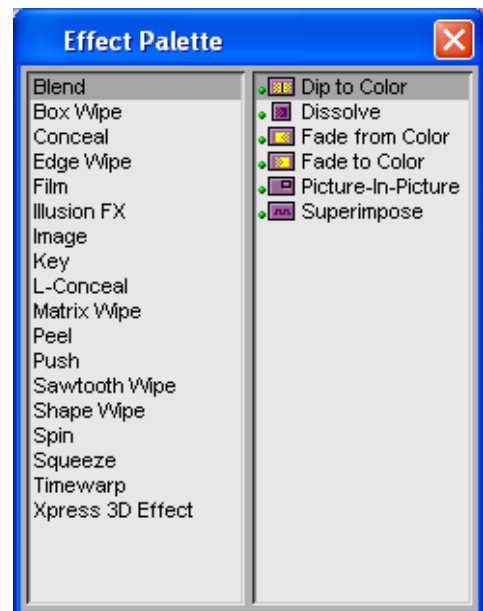 Effect Palette
Blend
Box Wipe
Conceal
Edge Wipe
Film
Illusion FX
Image
Key
L-Conceal
Matrix Wipe
Peel
Push
Sawtooth Wipe
Shape Wipe
Spin
Squeeze
Timewarp
Xpress 3D Effect
Dip to Color
Dissolve
Fade from Color
Fade to Color
Picture-In-Picture
Superimpose